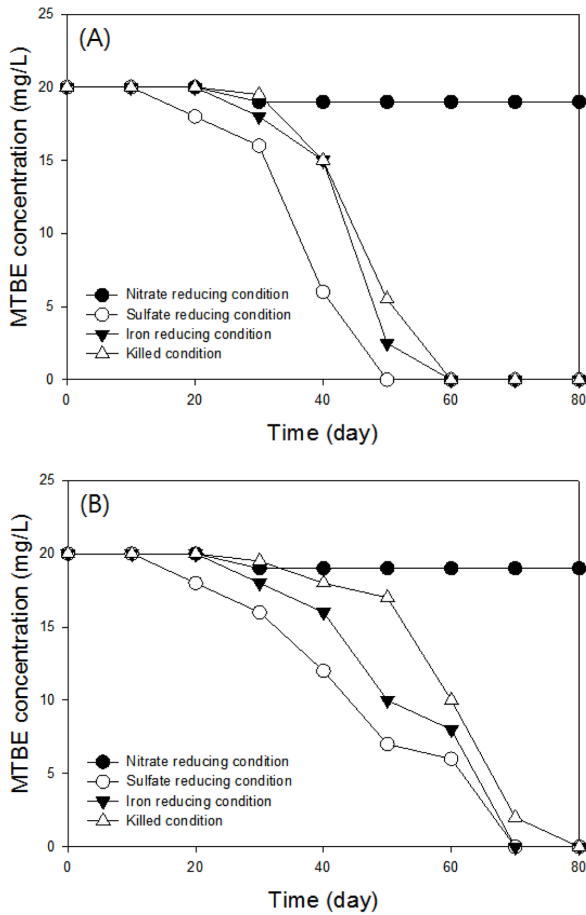 (A)
MTBE concentration (mg/L)
25
20
15
10
5
0
Nitrate reducing condition
Sulfate reducing condition
Iron reducing condition
Killed condition
0 20 40 60 80
Time (day)
(B)
MTBE concentration (mg/L)
25
20
15
10
5
0
Nitrate reducing condition
Sulfate reducing condition
Iron reducing condition
Killed condition
0 20 40 60 80
Time (day)